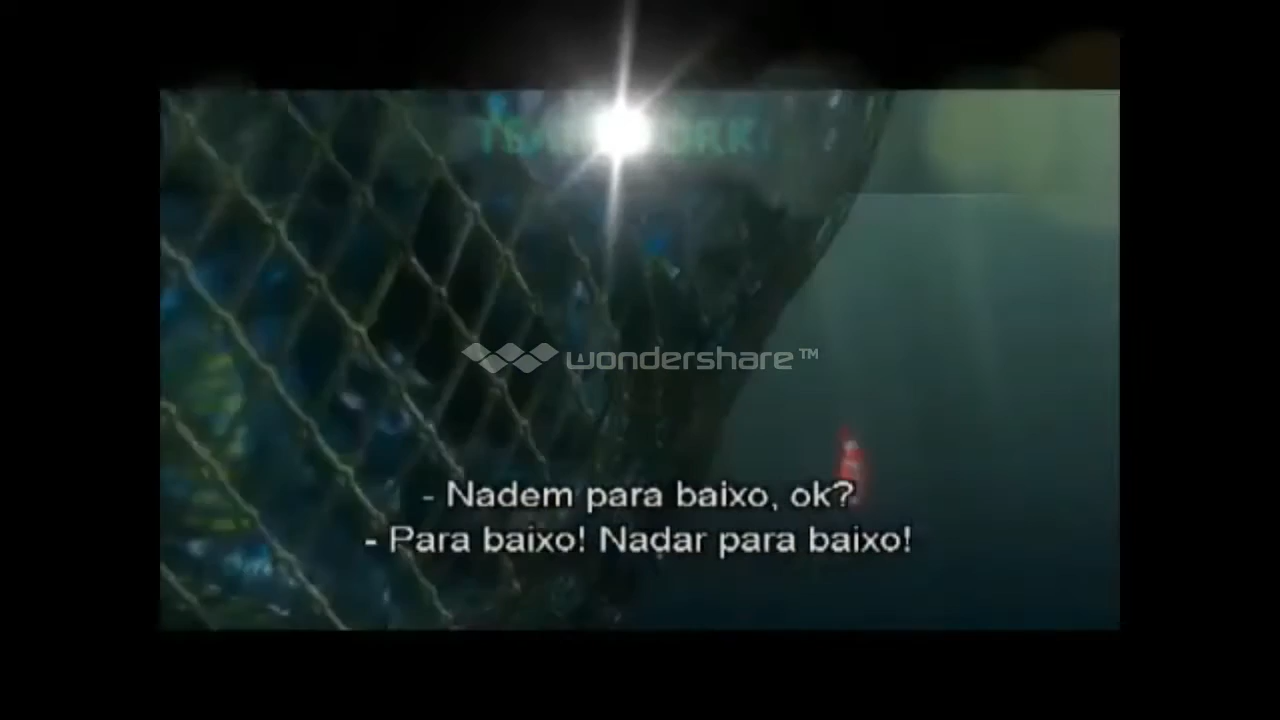 wondershare™
- Nadem para baixo, ok?
- Para baixo! Nadar para baixo!